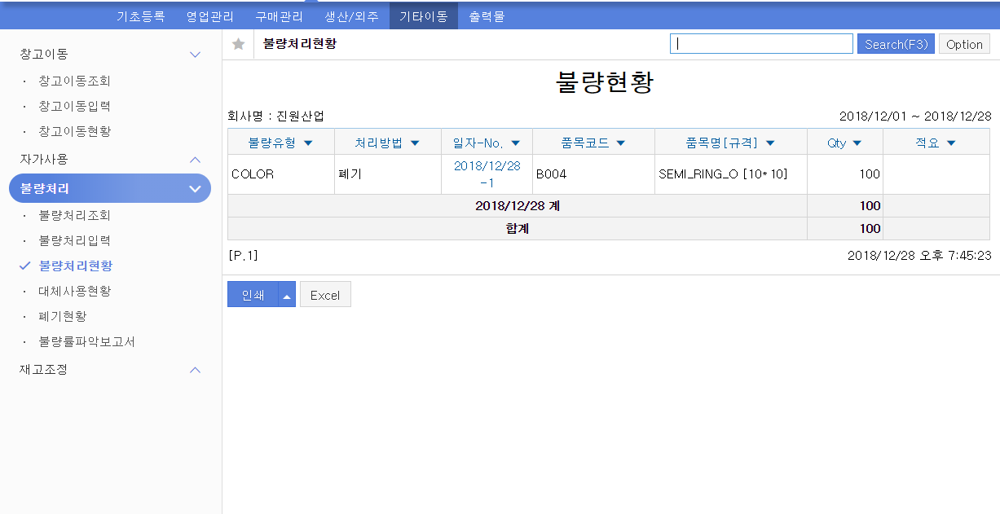 기초등록 영업관리 구매관리 생산/외주 기타이동 출력물
창고이동
· 창고이동조회
· 창고이동입력
· 창고이동현황
자가사용
불량처리
· 불량처리조회
· 불량처리입력
불량처리현황
· 대체사용현황
· 폐기현황
· 불량률파악보고서
재고조정
불량처리현황 Search(F3) Option
불량현황
회사명 : 진원산업 2018/12/01 ~ 2018/12/28
불량유형 ▼ 처리방법 ▼ 일자-No. ▼ 품목코드 ▼ 품목명[규격] ▼ Qty ▼ 적요 ▼
COLOR 폐기 2018/12/28 B004 SEMI_RING_O [10*10] 100
-1
2018/12/28 계 100
합계 100
[P.1] 2018/12/28 오후 7:45:23
인쇄 Excel